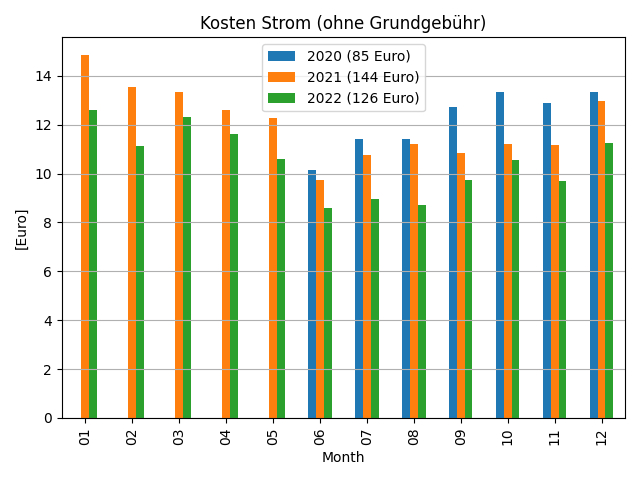 Kosten Strom (ohne Grundgebühr)
2020 (85 Euro)
2021 (144 Euro)
2022 (126 Euro)
[Euro]
14
12
10
8
6
4
2
0
01 02 03 04 05 06 07 08 09 10 11 12
Month